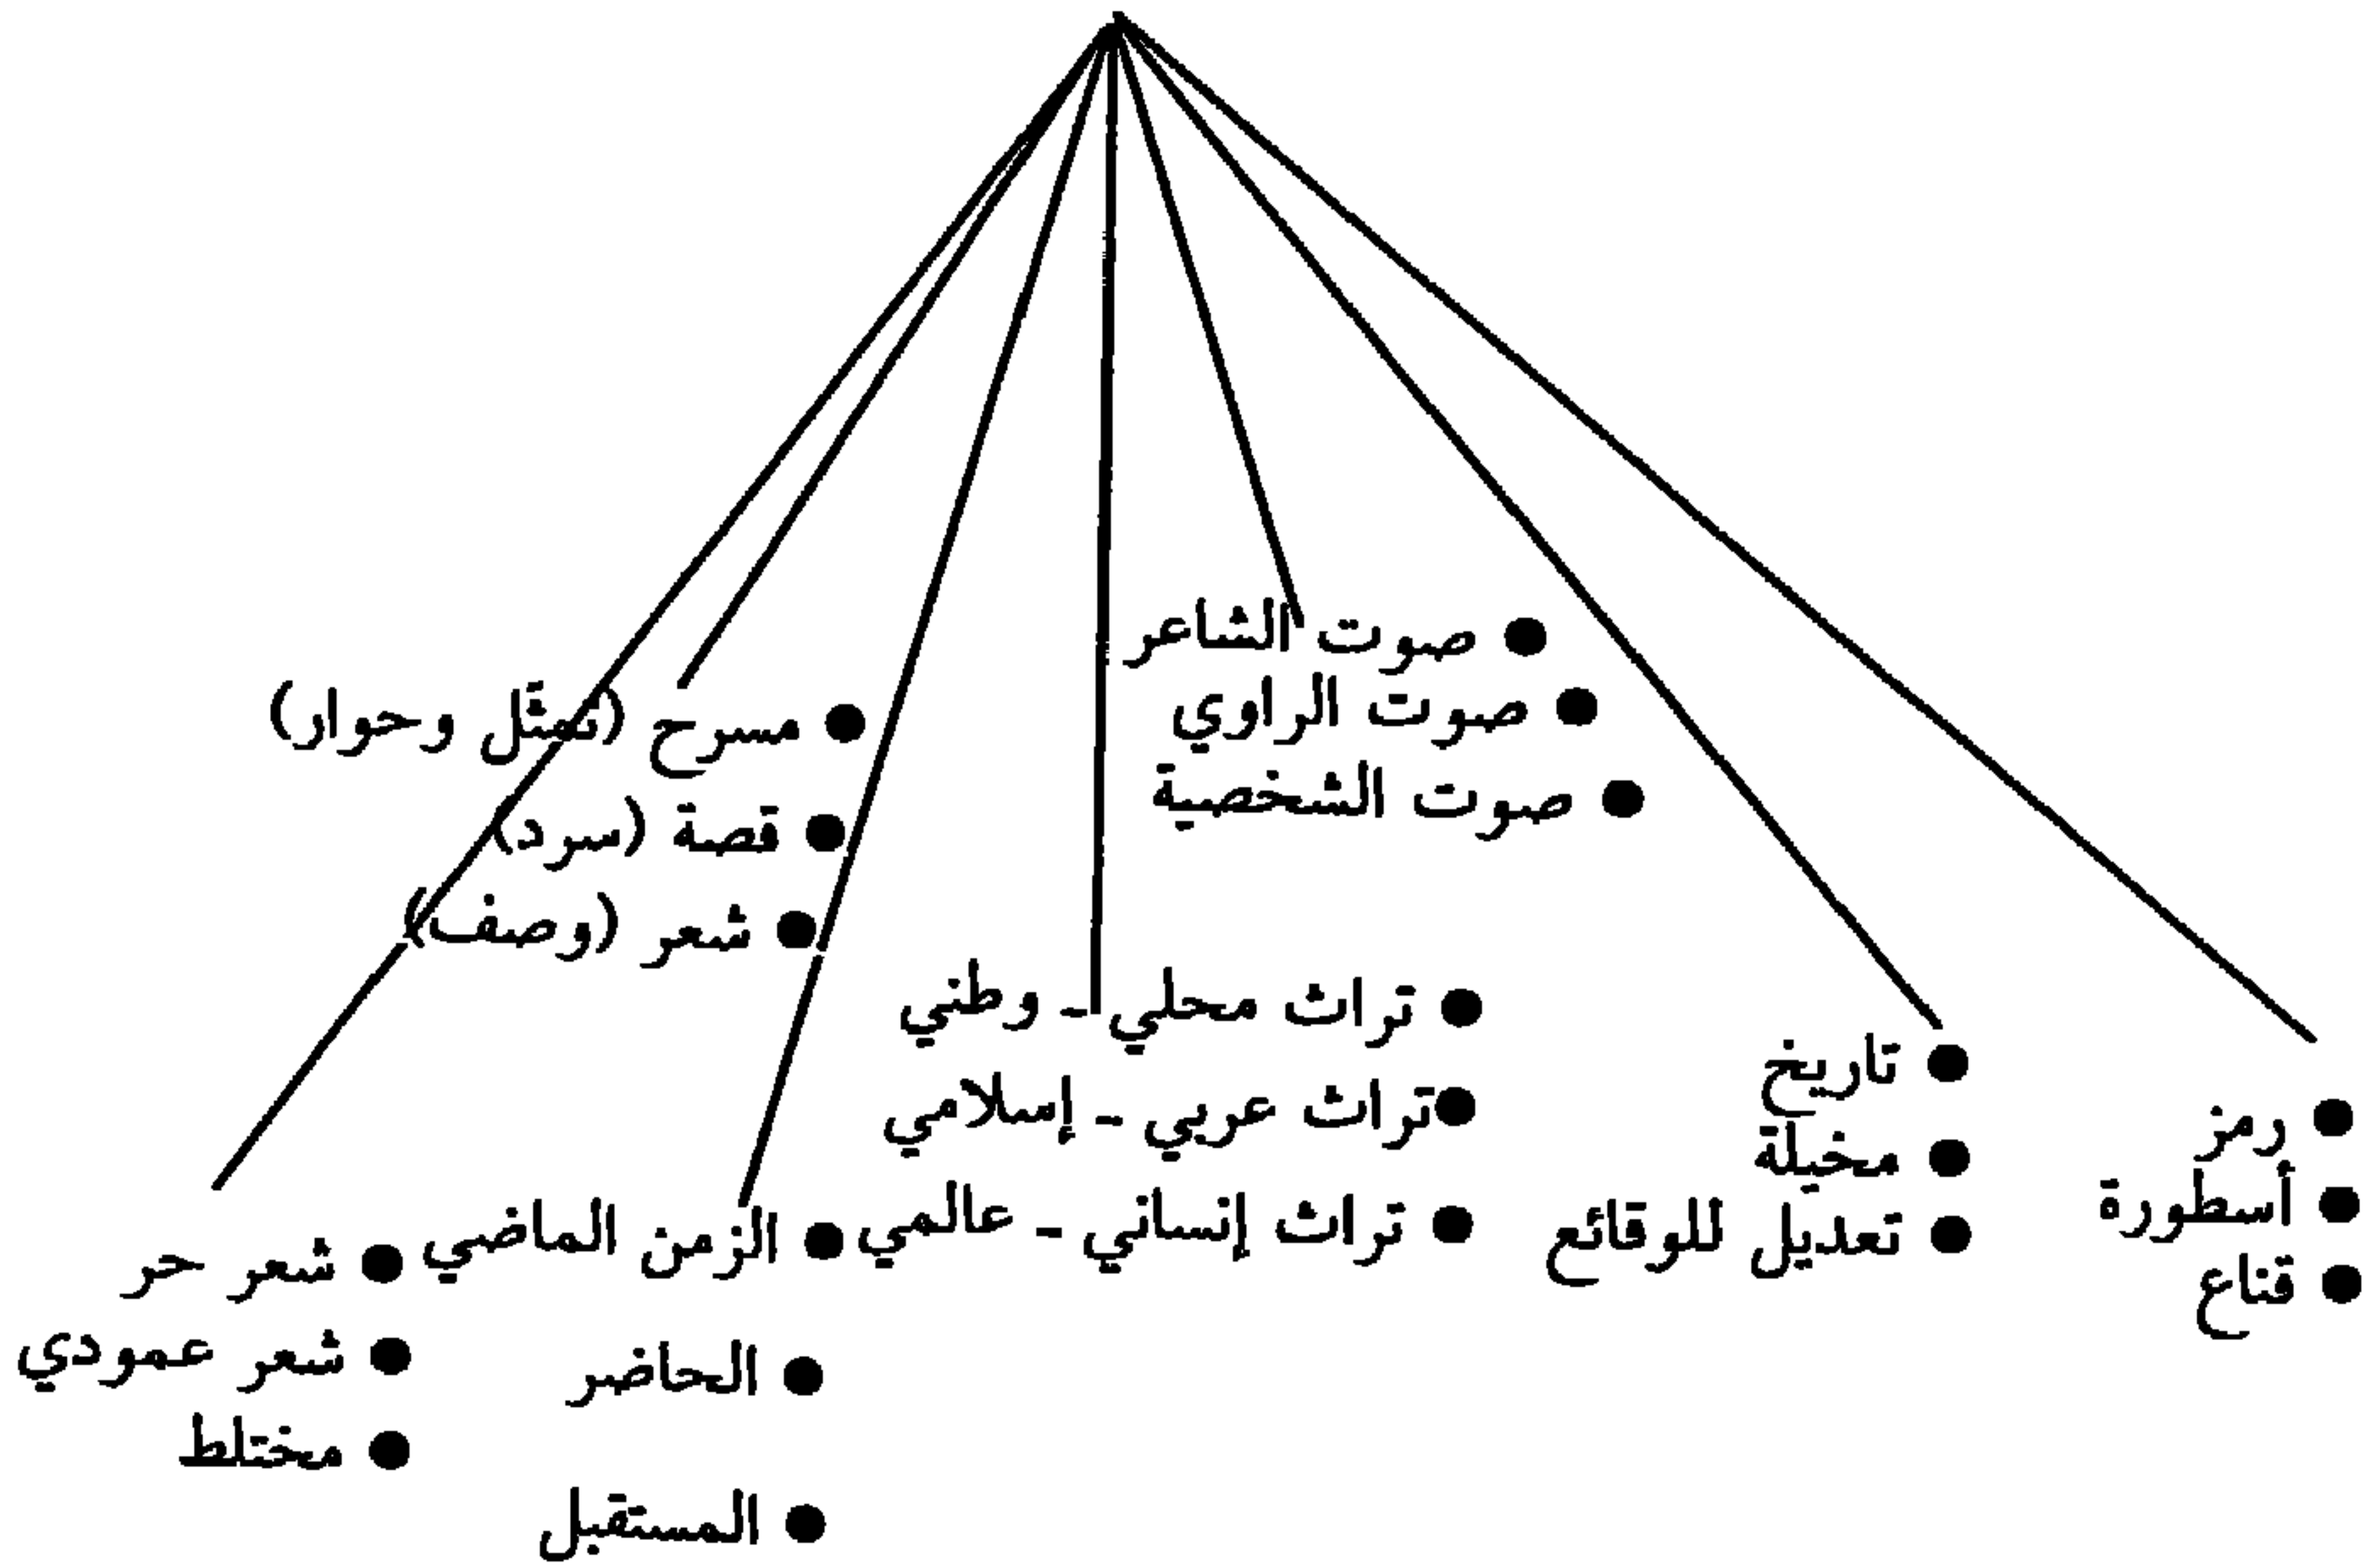 ● صوت الشاعر
● صوت الراوي
● صوت الشخصية
● مسرح (تمثل وحوار)
● قصة (سرد)
● شعر (وصف)
● رمز
● أسطورة
● قناع
● تاريخ
● مخيلة
● تعديل للوقائع
● تراث محلي - وطني
● تراث عربي - إسلامي
● تراث إنساني - عالمي
● الزمن الماضي
● الحاضر
● المستقبل
● شعر حر
● شعر عمودي
● مختلط